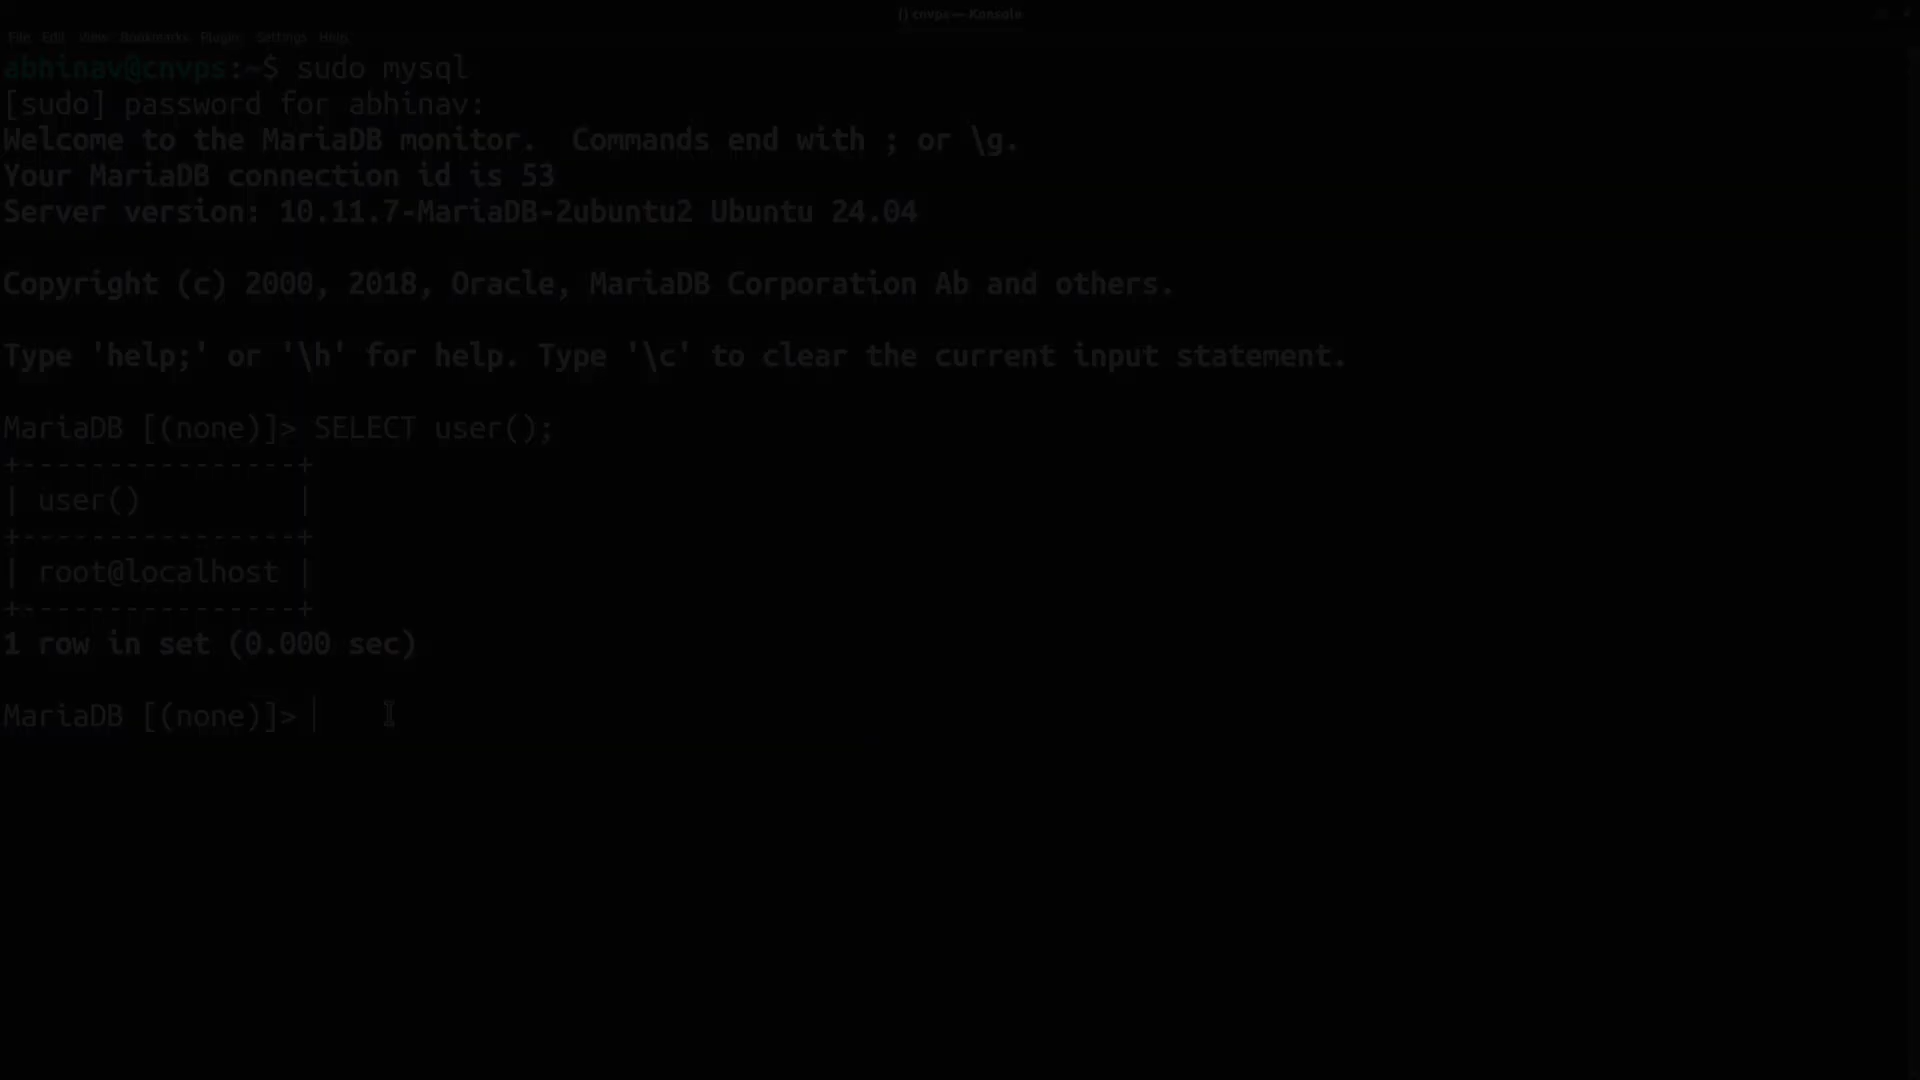 () cnvps — Konsole
File Edit View Bookmarks Plugins Settings Help
abhinav@cnvps:~$ sudo mysql
[sudo] password for abhinav:
Welcome to the MariaDB monitor.  Commands end with ; or \g.
Your MariaDB connection id is 53
Server version: 10.11.7-MariaDB-2ubuntu2 Ubuntu 24.04
Copyright (c) 2000, 2018, Oracle, MariaDB Corporation Ab and others.
Type 'help;' or '\h' for help. Type '\c' to clear the current input statement.
MariaDB [(none)]> SELECT user();
+----------------+
| user()         |
+----------------+
| root@localhost |
+----------------+
1 row in set (0.000 sec)
MariaDB [(none)]>